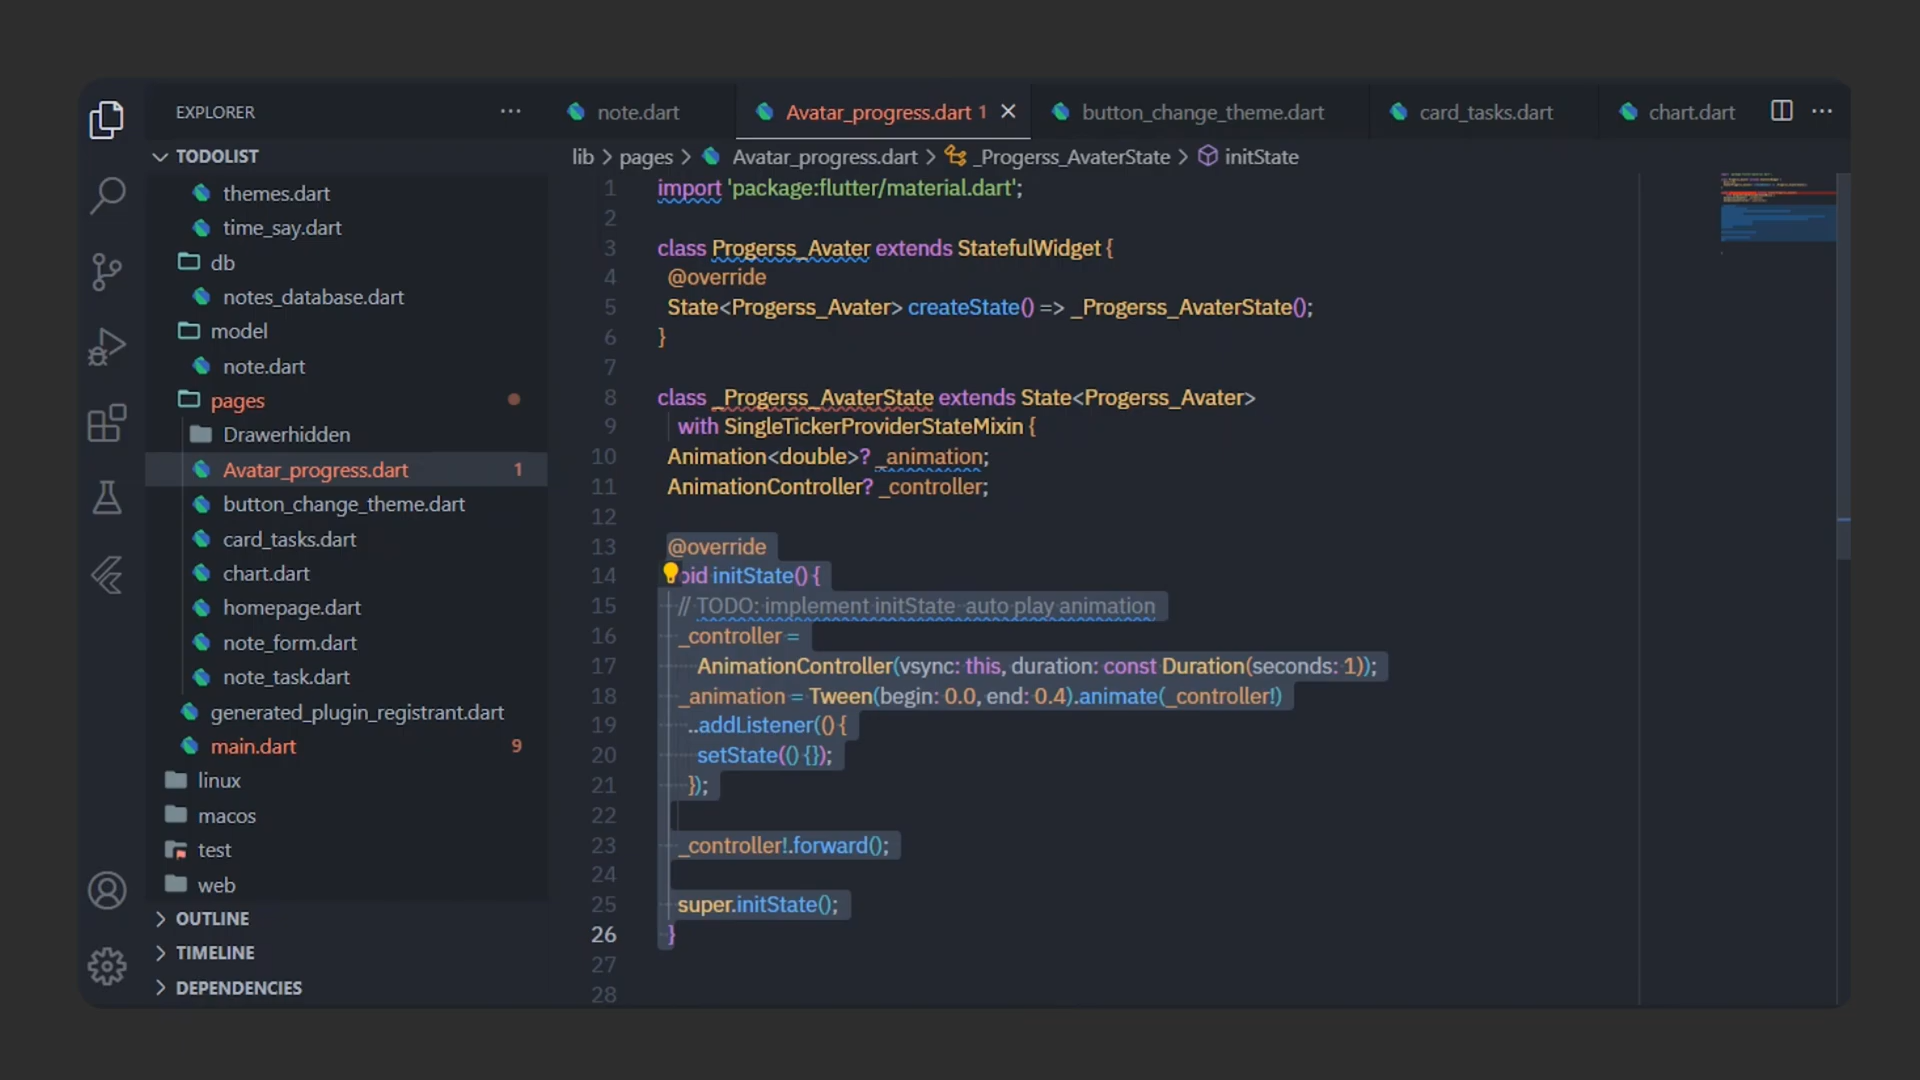 EXPLORER
TODOLIST
themes.dart
time_say.dart
db
notes_database.dart
model
note.dart
pages
Drawerhidden
Avatar_progress.dart 1
button_change_theme.dart
card_tasks.dart
chart.dart
homepage.dart
note_form.dart
note_task.dart
generated_plugin_registrant.dart
main.dart 9
linux
macos
test
web
OUTLINE
TIMELINE
DEPENDENCIES
note.dart
Avatar_progress.dart 1
button_change_theme.dart
card_tasks.dart
chart.dart
lib > pages > Avatar_progress.dart > _Progerss_AvaterState > initState
1 import 'package:flutter/material.dart';
2
3 class Progerss_Avater extends StatefulWidget {
4 @override
5 State<Progerss_Avater> createState() => _Progerss_AvaterState();
6 }
7
8 class _Progerss_AvaterState extends State<Progerss_Avater>
9 with SingleTickerProviderStateMixin {
10 Animation<double>? _animation;
11 AnimationController? _controller;
12
13 @override
14 oid initState() {
15 // TODO: implement initState auto play animation
16 _controller =
17 AnimationController(vsync: this, duration: const Duration(seconds: 1));
18 _animation = Tween(begin: 0.0, end: 0.4).animate(_controller!)
19 ..addListener(() {
20 setState(() {});
21 });
22
23 _controller!.forward();
24
25 super.initState();
26 }
27
28